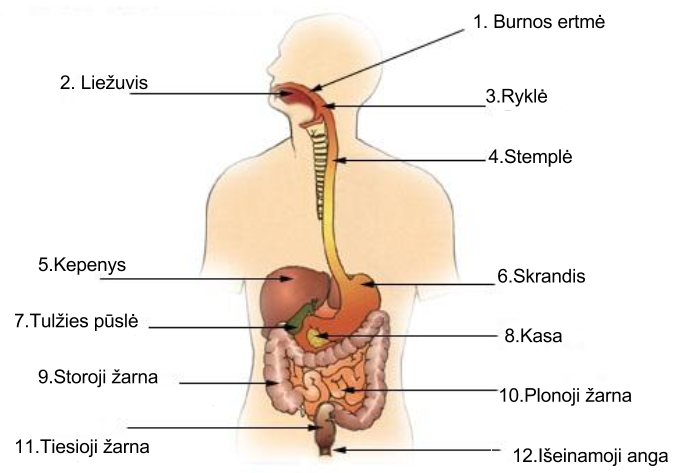 1. Burnos ertmė
2. Liežuvis
3.Ryklė
4.Stemplė
5.Kepenys
6.Skrandis
7.Tulžies pūslė
8.Kasa
9.Storoji žarna
10.Plonoji žarna
11.Tiesioji žarna
12.Išeinamoji anga